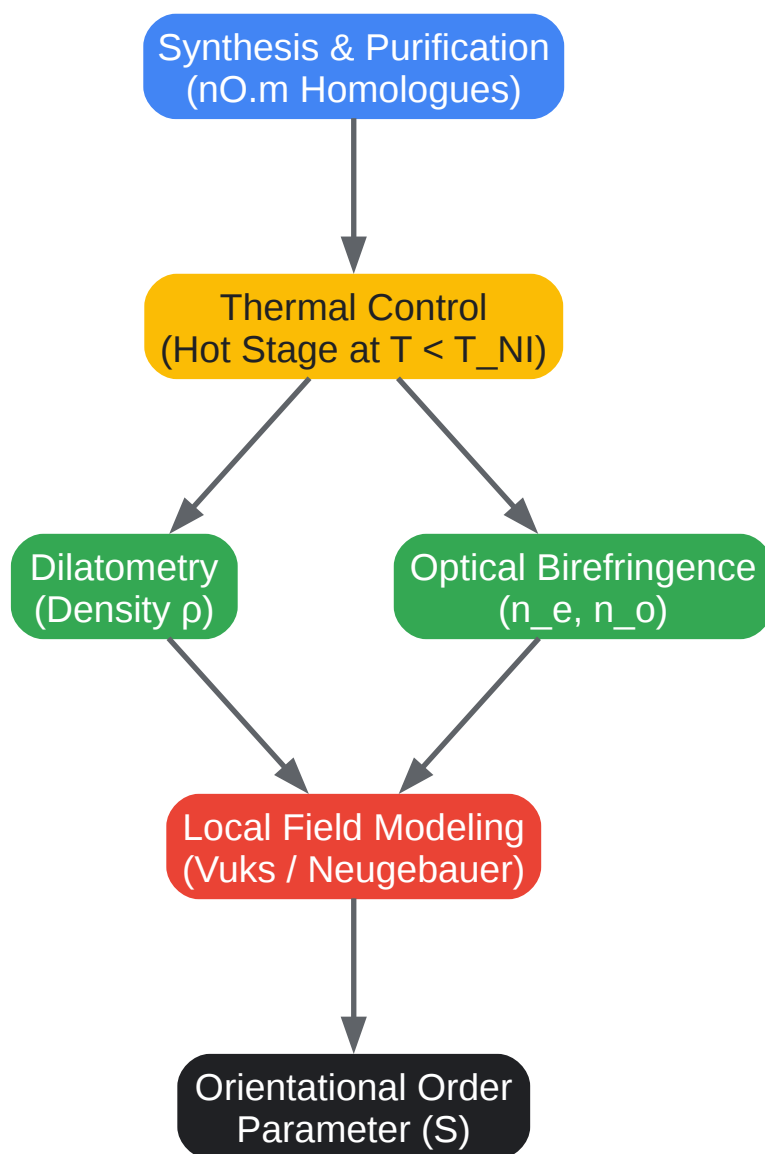 Synthesis & Purification
(nO.m Homologues)
Thermal Control
(Hot Stage at T < T_NI)
Dilatometry
(Density ρ)
Optical Birefringence
(n_e, n_o)
Local Field Modeling
(Vuks / Neugebauer)
Orientational Order
Parameter (S)